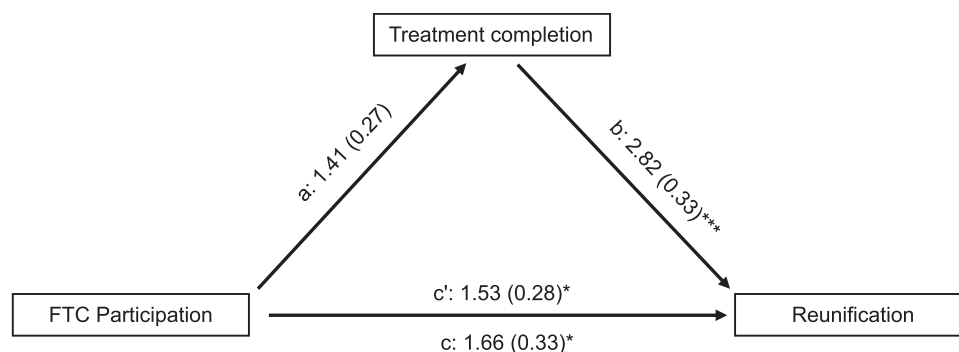 Treatment completion
a: 1.41 (0.27)
b: 2.82 (0.33)***
FTC Participation
c': 1.53 (0.28)*
c: 1.66 (0.33)*
Reunification